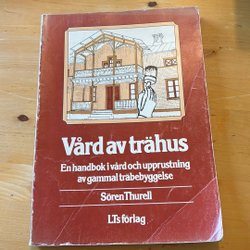 Vård av trähus
En handbok i vård och upprustning
av gammal träbebyggelse
Sören Thurell
LTs förlag